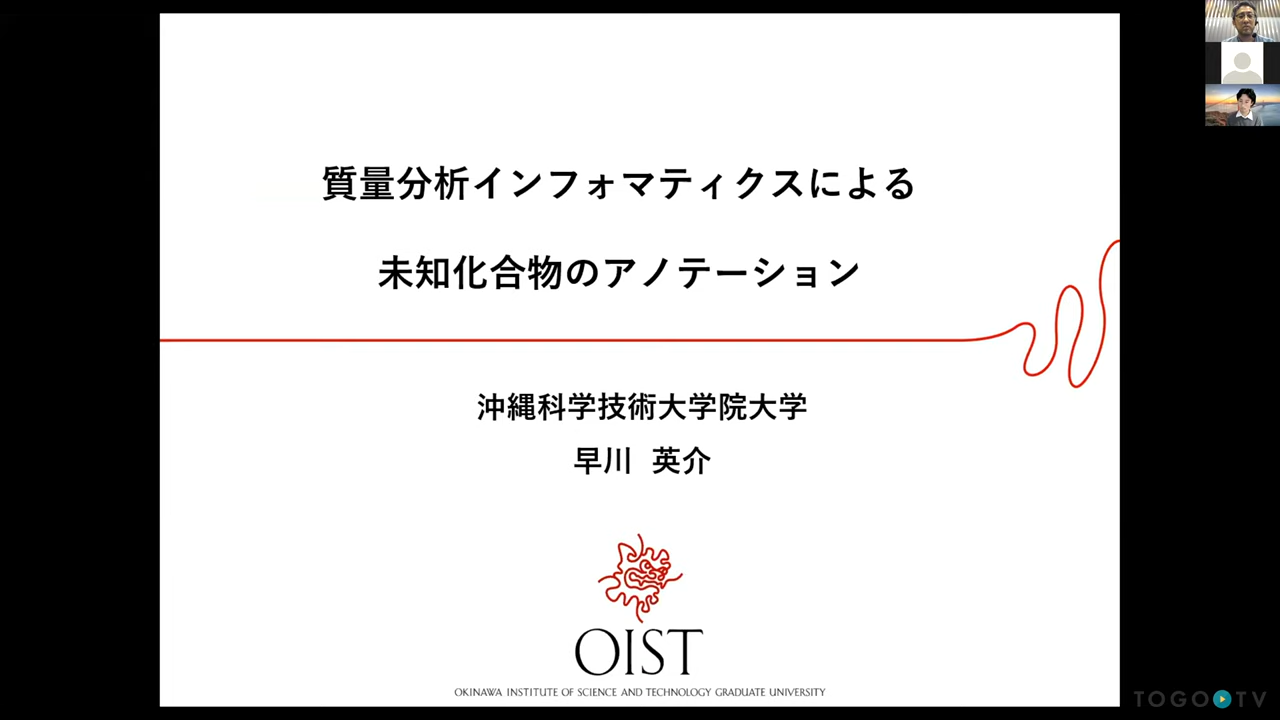 質量分析インフォマティクスによる
未知化合物のアノテーション
沖縄科学技術大学院大学
早川 英介
OIST
OKINAWA INSTITUTE OF SCIENCE AND TECHNOLOGY GRADUATE UNIVERSITY
TOGO TV